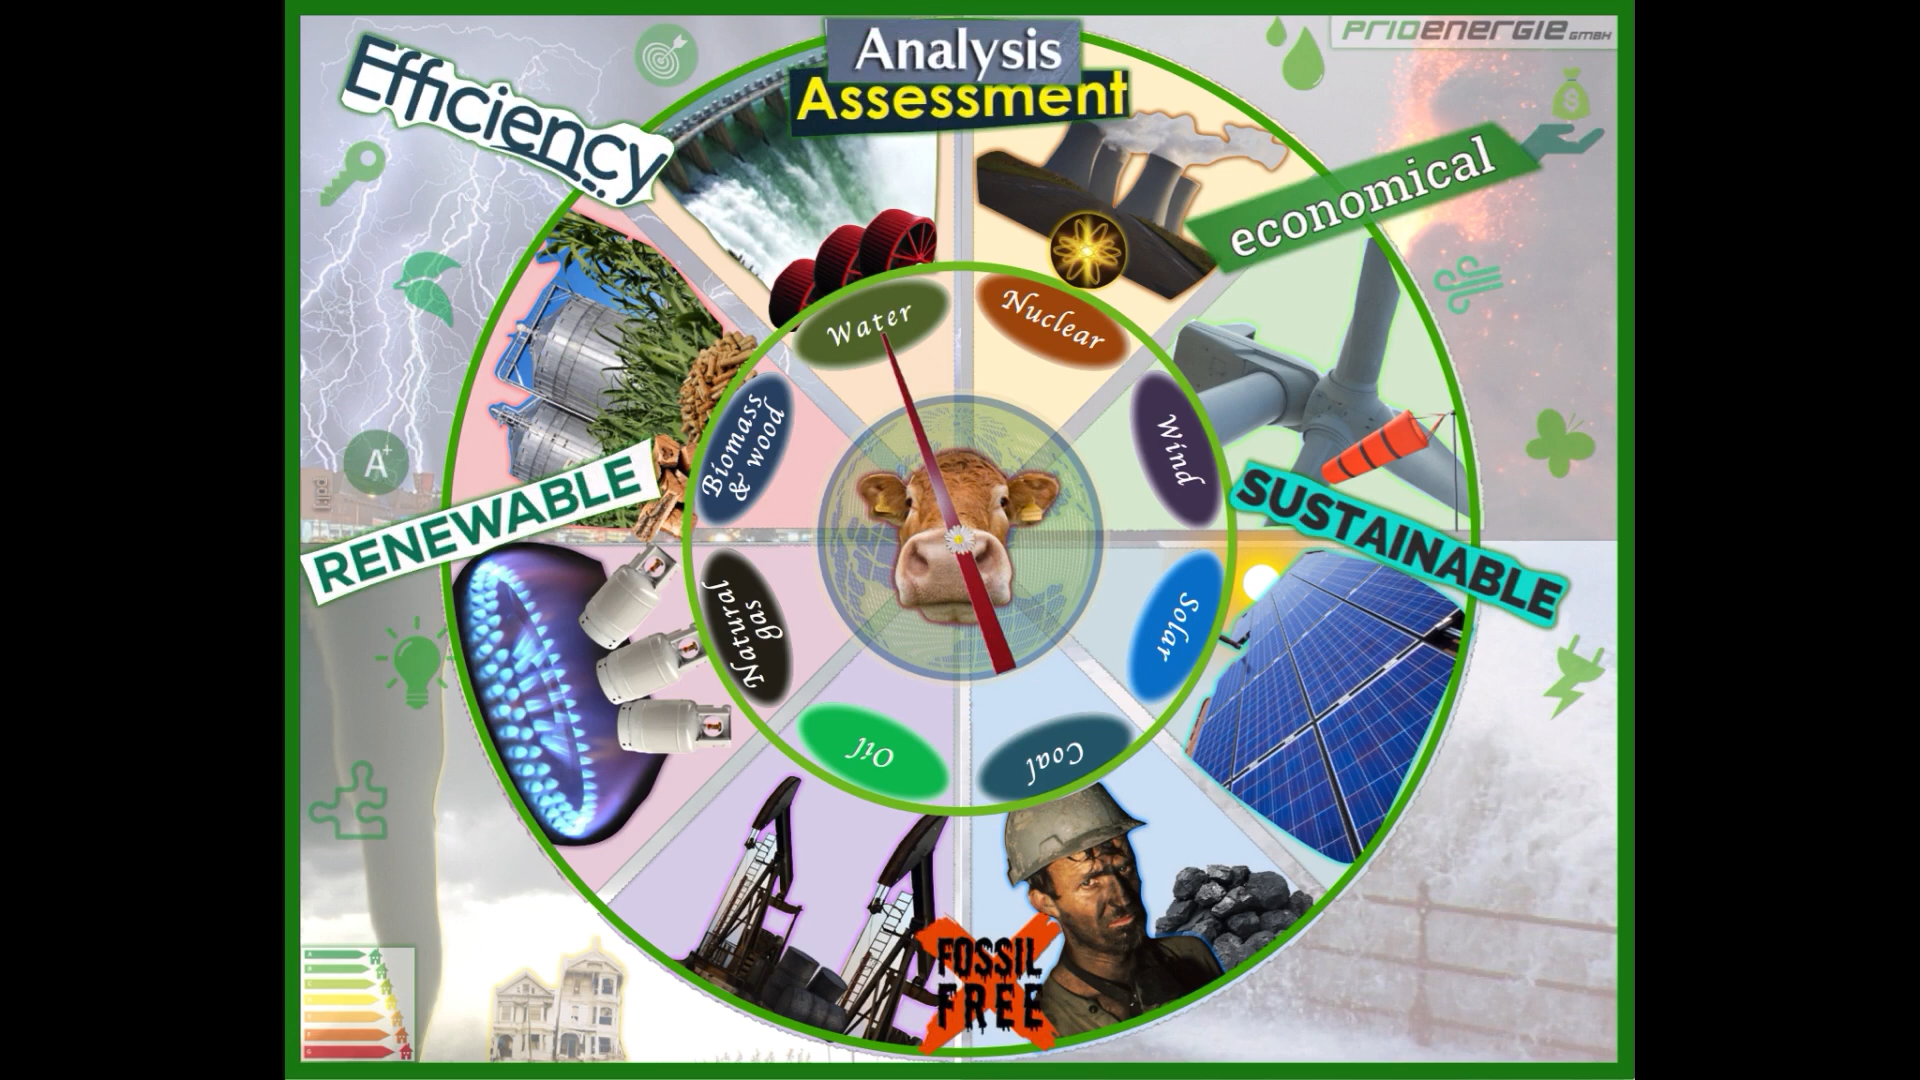 Analysis
Assessment
PRIOENERGIE GMBH
Efficiency
economical
$
Water
Nuclear
Biomass
& wood
Wind
A+
RENEWABLE
SUSTAINABLE
Natural
gas
Solar
Oil
Coal
FOSSIL
FREE